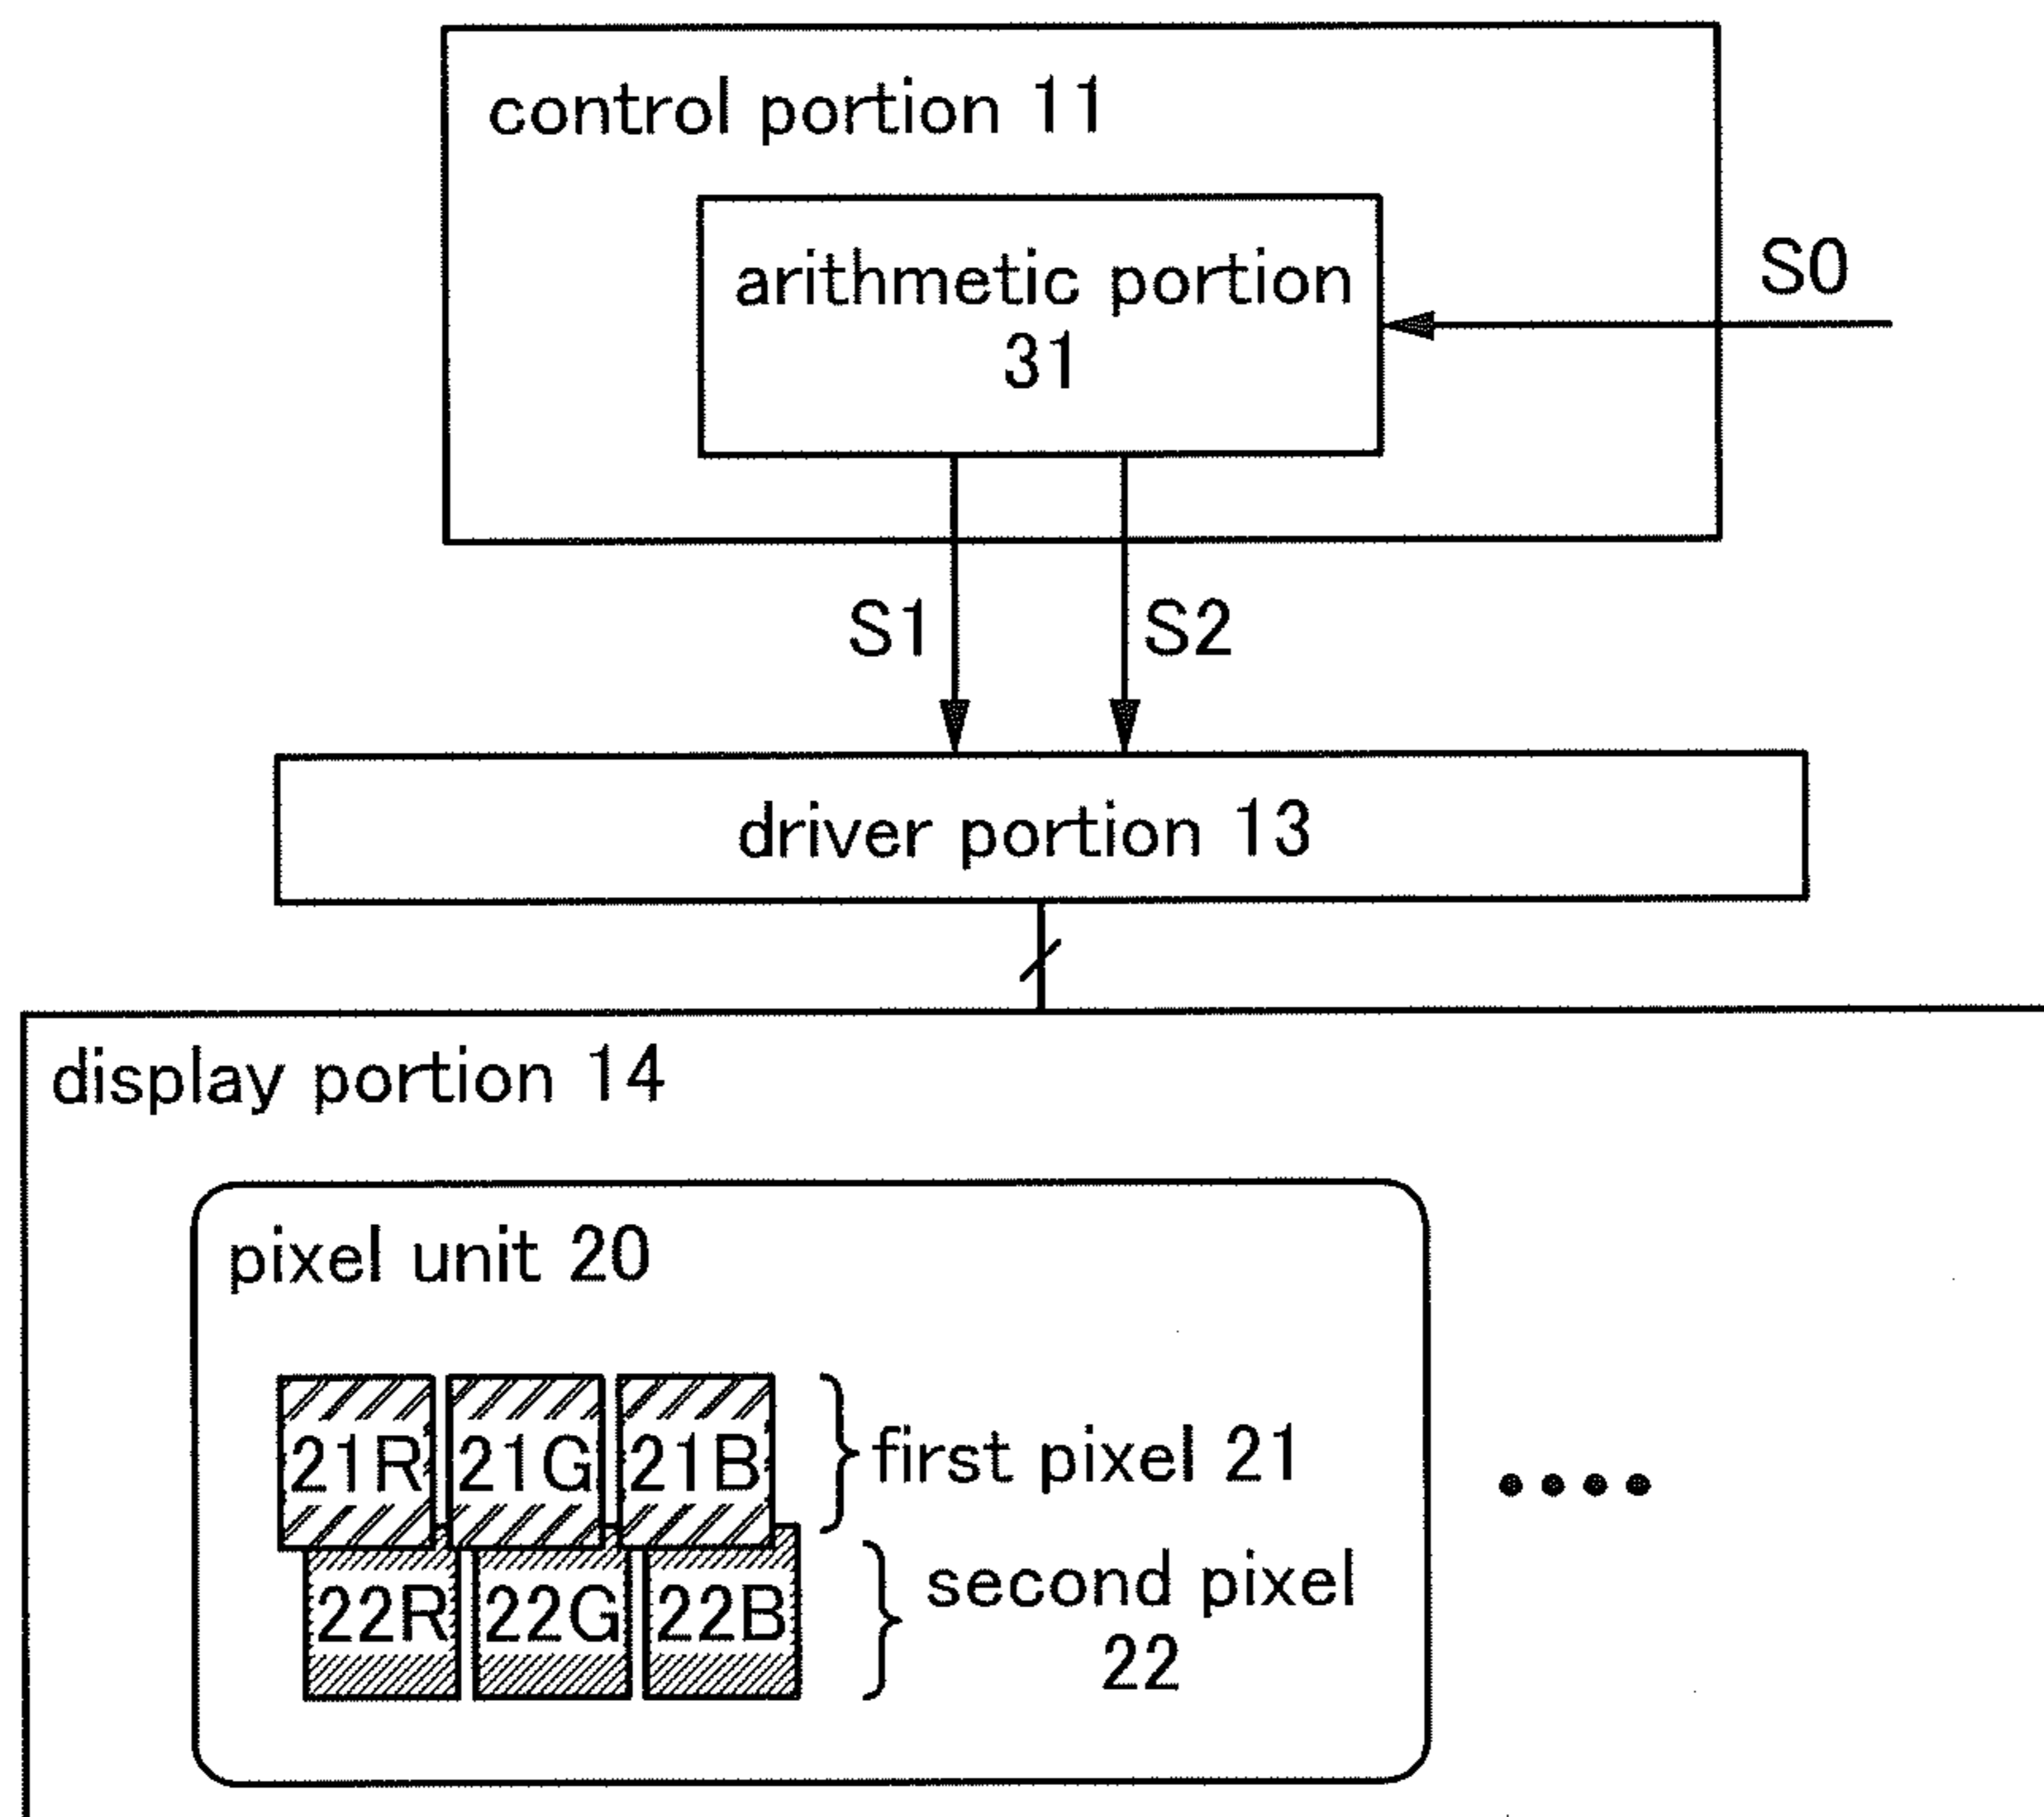 control portion 11
arithmetic portion
31
S0
S1
S2
driver portion 13
display portion 14
pixel unit 20
21R 21G 21B
first pixel 21
22R 22G 22B
second pixel
22